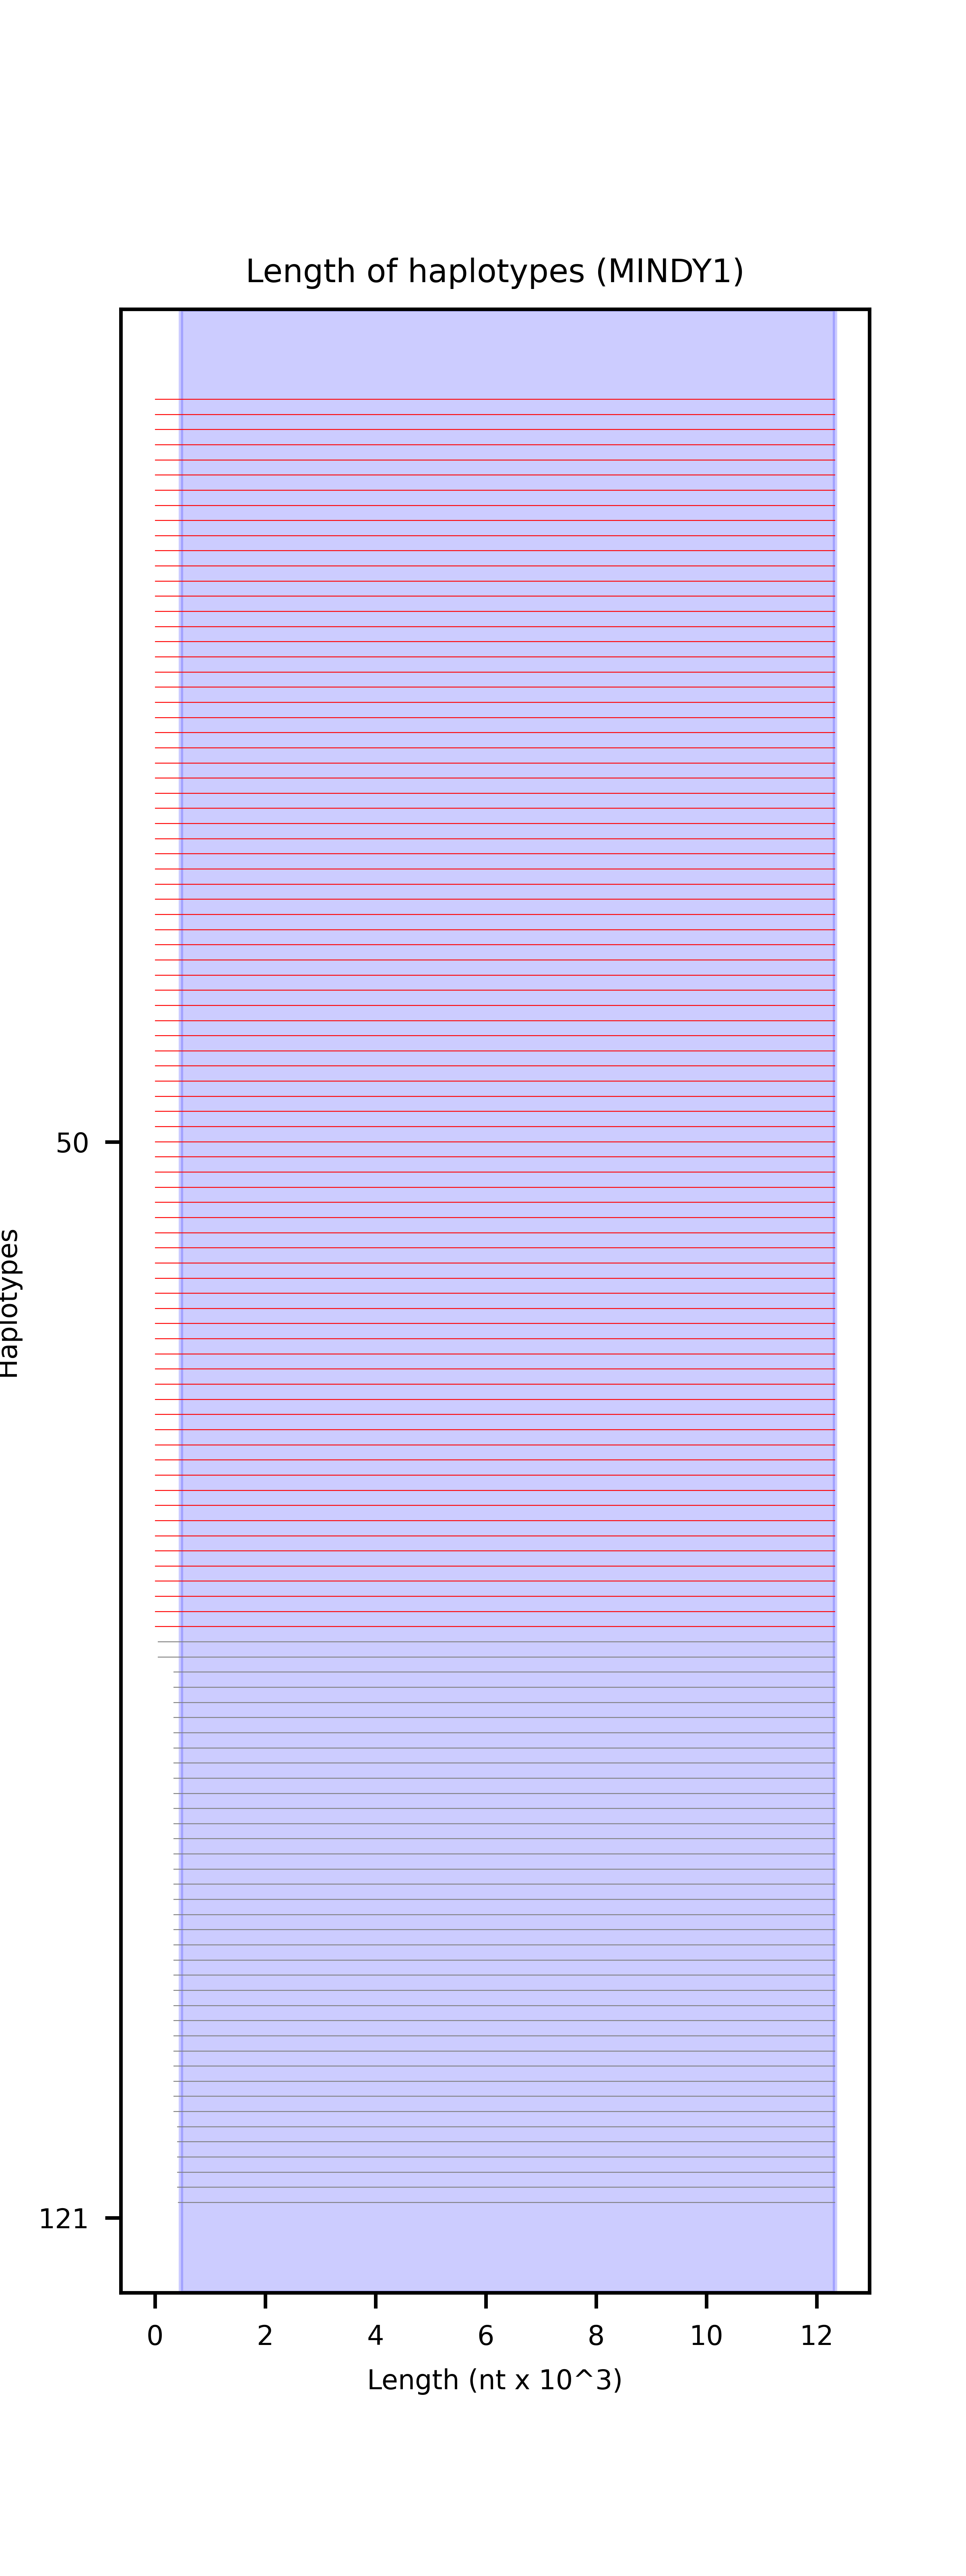 Length of haplotypes (MINDY1)
50
Haplotypes
121
0 2 4 6 8 10 12
Length (nt x 10^3)